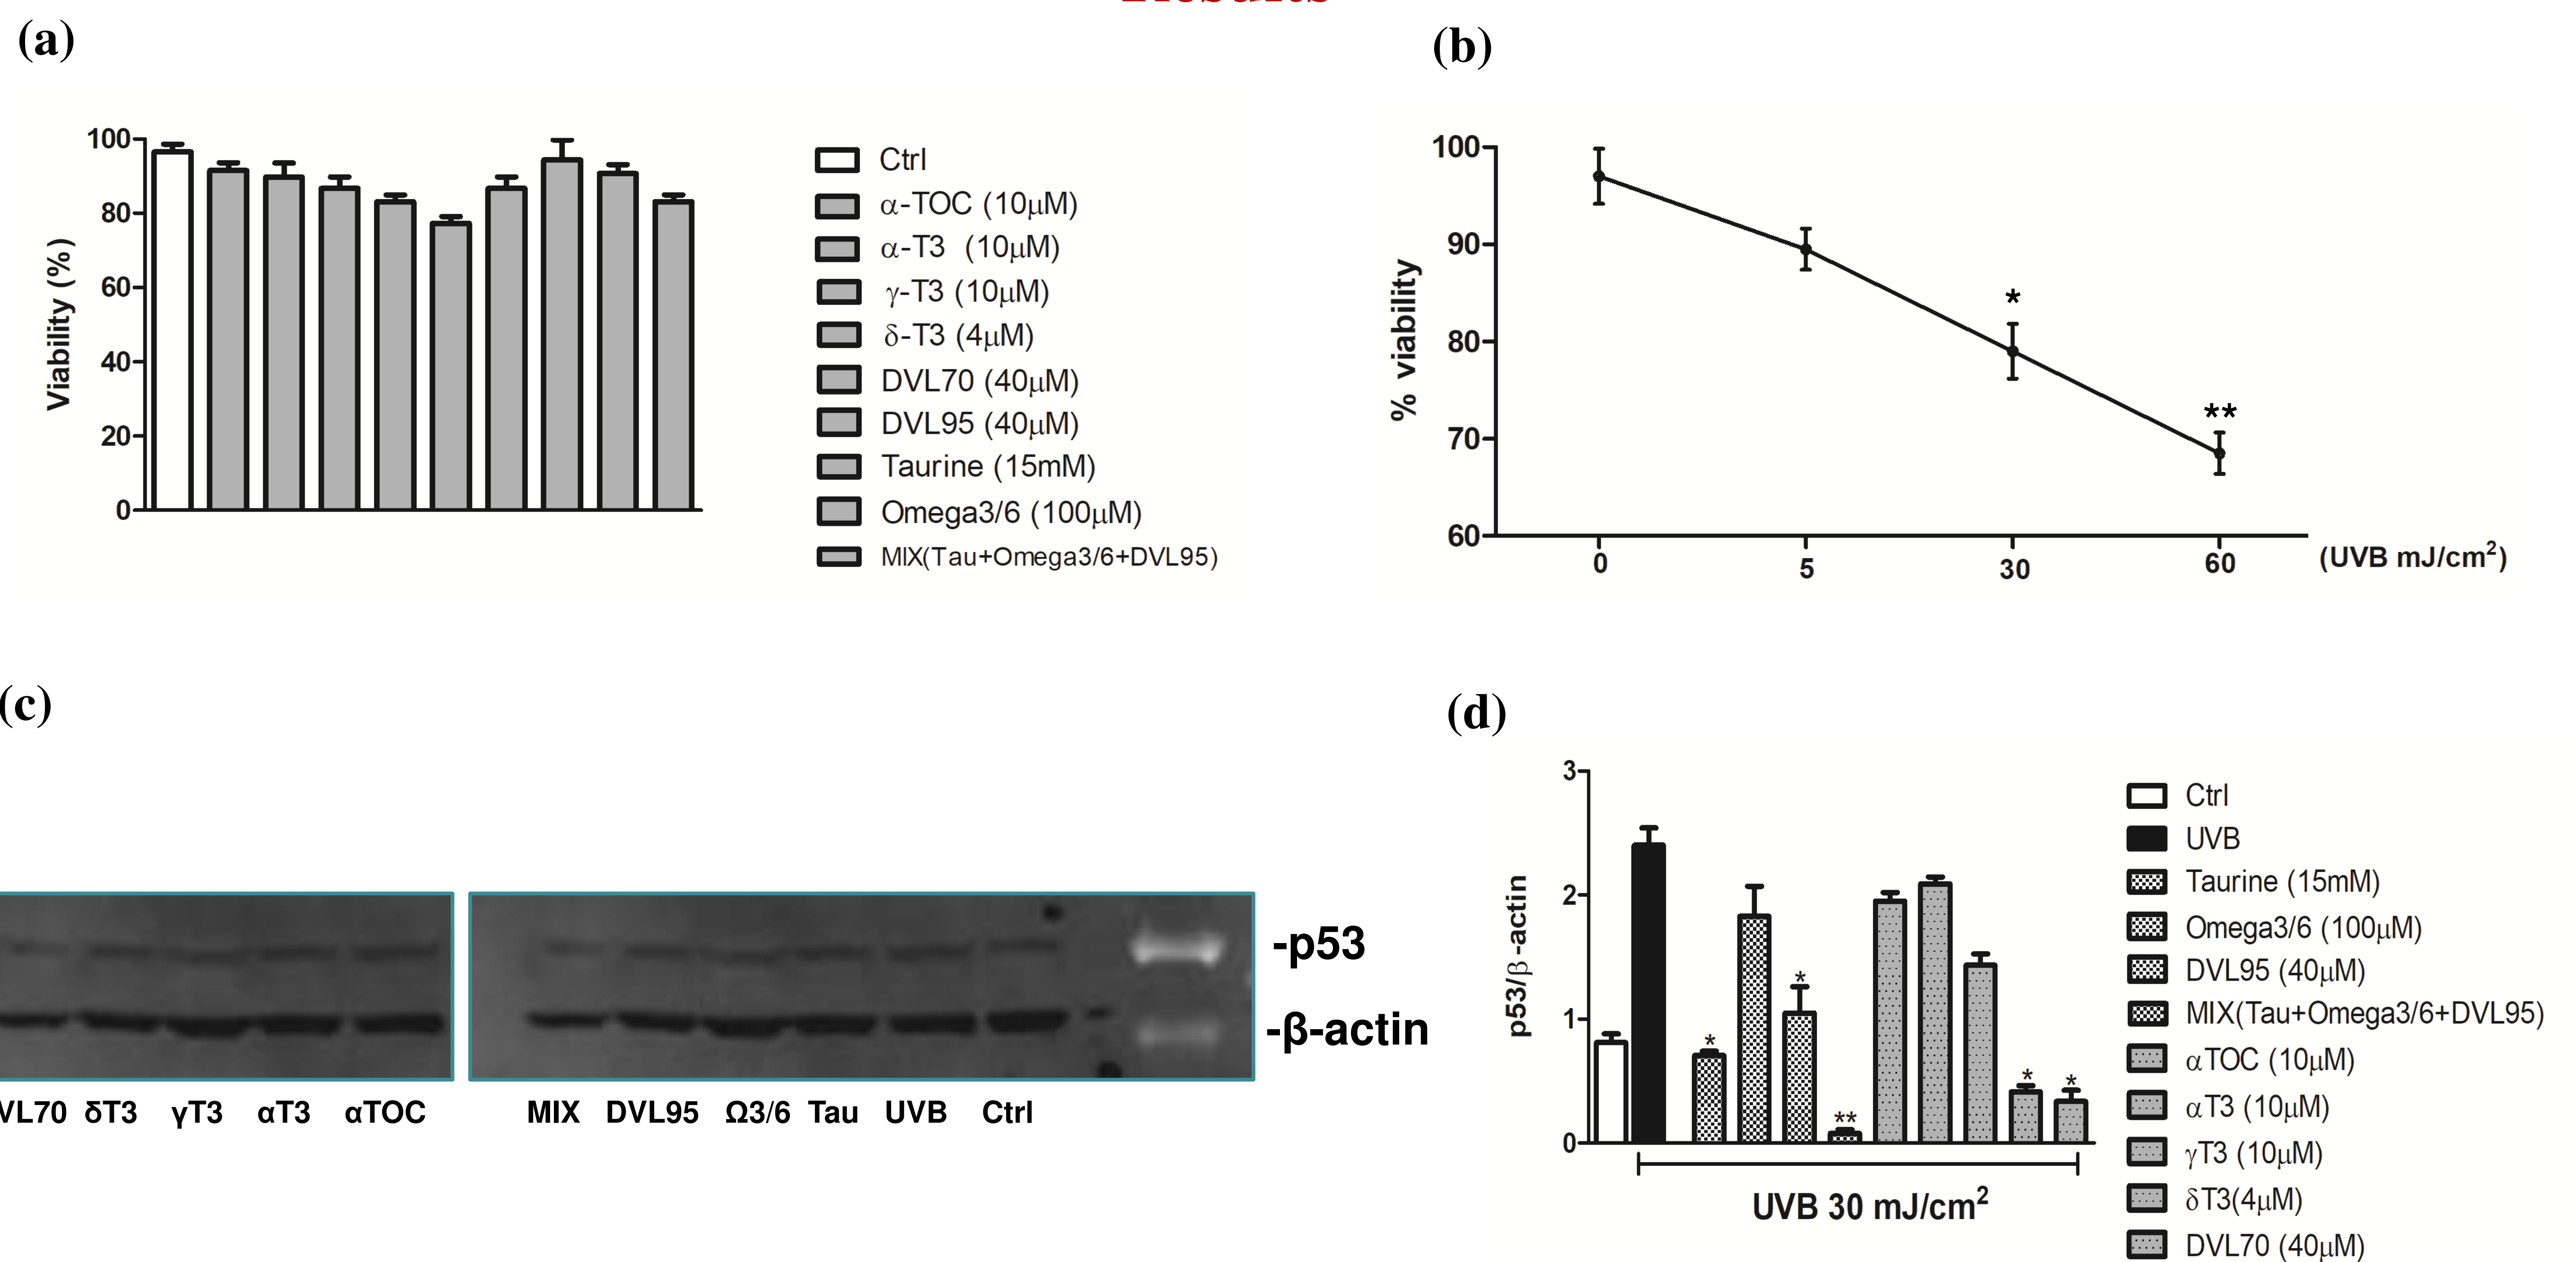 (a)
100
80
60
40
20
0
Viability (%)
Ctrl
α-TOC (10μM)
α-T3 (10μM)
γ-T3 (10μM)
δ-T3 (4μM)
DVL70 (40μM)
DVL95 (40μM)
Taurine (15mM)
Omega3/6 (100μM)
MIX(Tau+Omega3/6+DVL95)
(b)
100
90
80
70
60
% viability
*
**
0 5 30 60 (UVB mJ/cm²)
(c)
-p53
-β-actin
VL70 δT3 γT3 αT3 αTOC MIX DVL95 Ω3/6 Tau UVB Ctrl
(d)
3
2
1
0
p53/β-actin
* * ** * *
UVB 30 mJ/cm²
Ctrl
UVB
Taurine (15mM)
Omega3/6 (100μM)
DVL95 (40μM)
MIX(Tau+Omega3/6+DVL95)
αTOC (10μM)
αT3 (10μM)
γT3 (10μM)
δT3(4μM)
DVL70 (40μM)